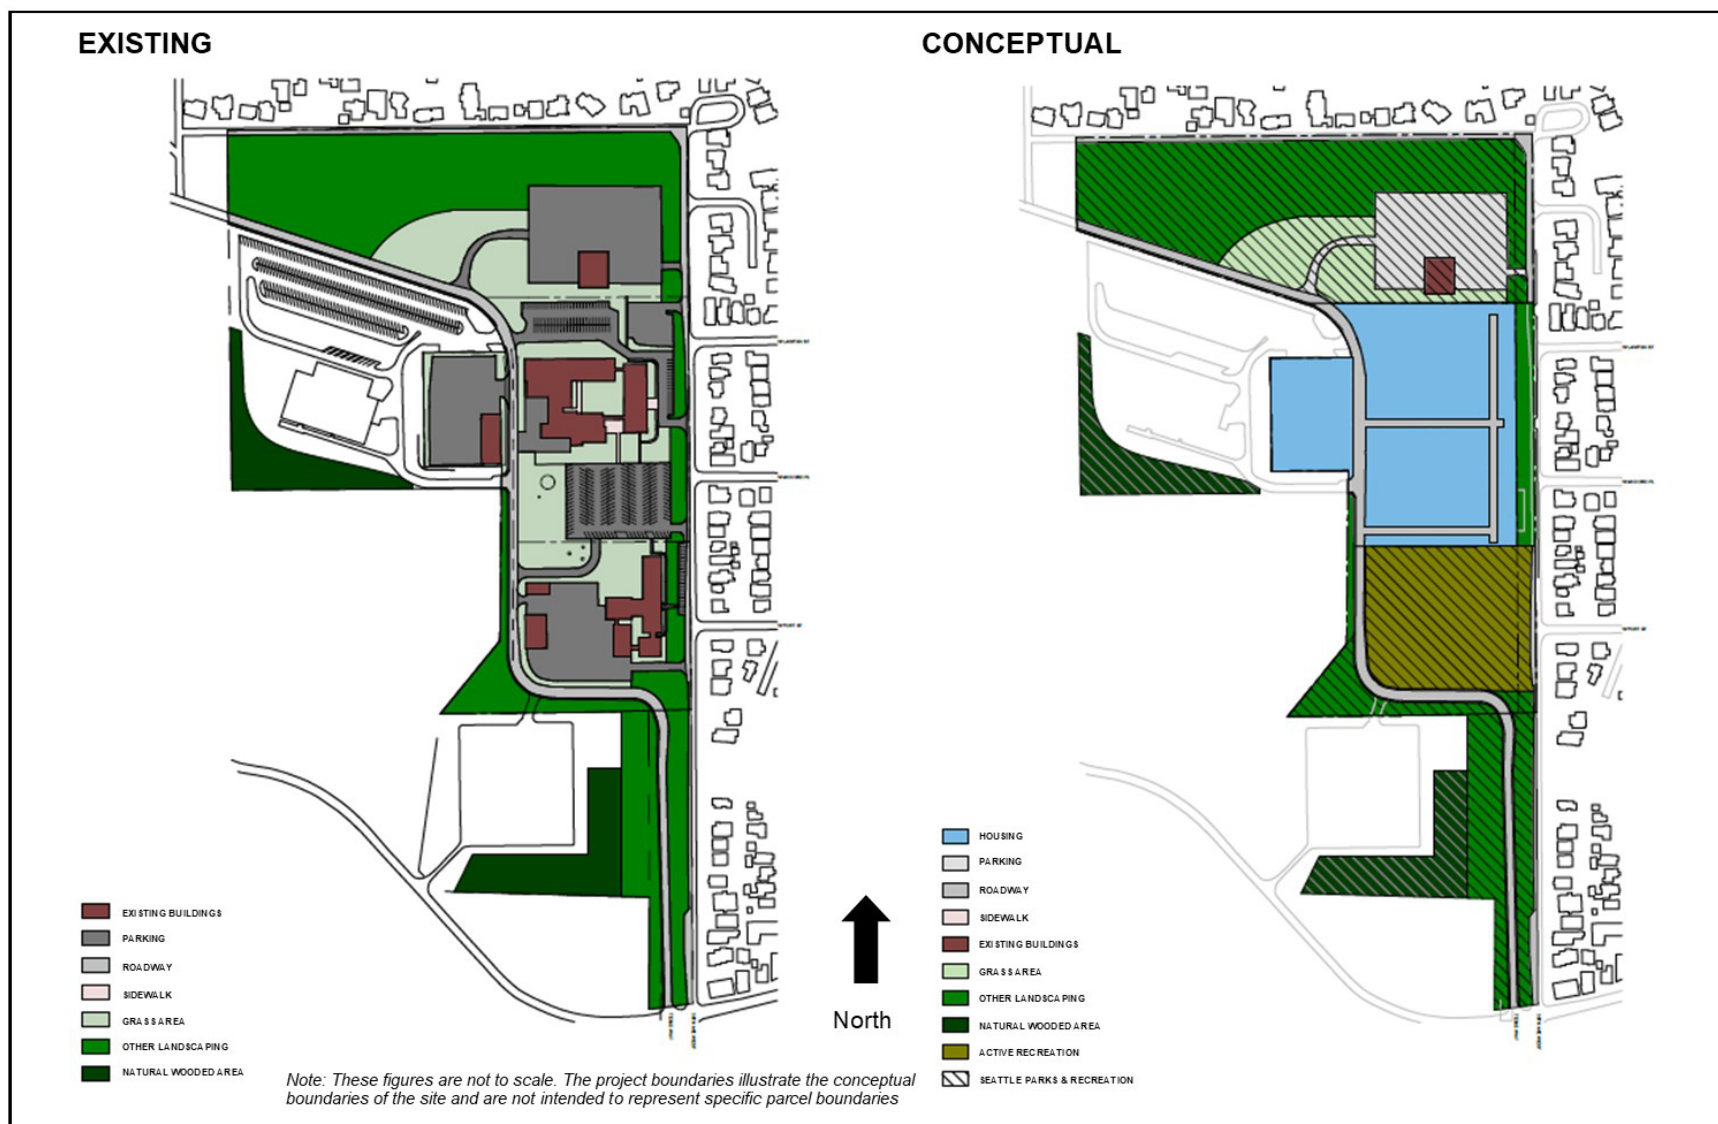 EXISTING
CONCEPTUAL
EXISTING BUILDINGS
PARKING
ROADWAY
SIDEWALK
GRASS AREA
OTHER LANDSCAPING
NATURAL WOODED AREA
Note: These figures are not to scale. The project boundaries illustrate the conceptual
boundaries of the site and are not intended to represent specific parcel boundaries
North
HOUSING
PARKING
ROADWAY
SIDEWALK
EXISTING BUILDINGS
GRASS AREA
OTHER LANDSCAPING
NATURAL WOODED AREA
ACTIVE RECREATION
SEATTLE PARKS & RECREATION